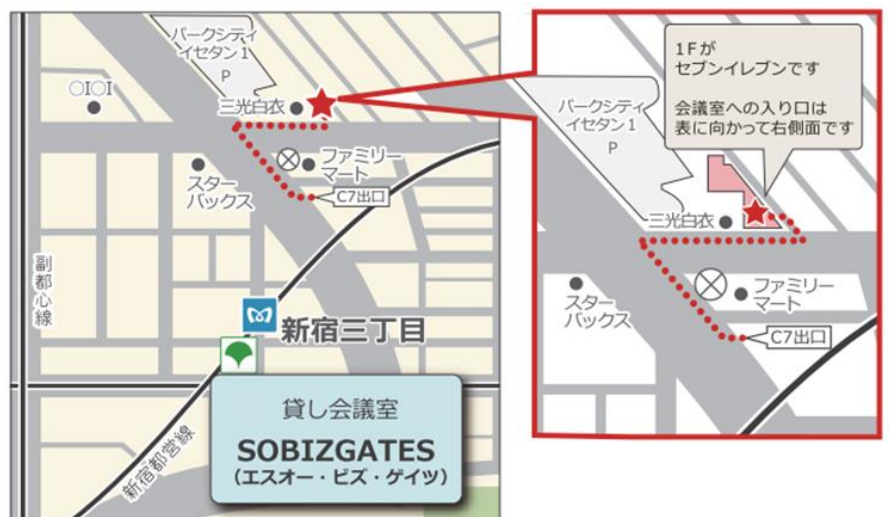 パークシティ
イセタン1
P
OIOI
三光白衣
スター
バックス
ファミリー
マート
C7出口
副都心線
新宿三丁目
新宿都営線
貸し会議室
SOBIZGATES
（エスオー・ビズ・ゲイツ）
1Fが
セブンイレブンです
会議室への入り口は
表に向かって右側面です
パークシティ
イセタン1
P
三光白衣
スター
バックス
ファミリー
マート
C7出口